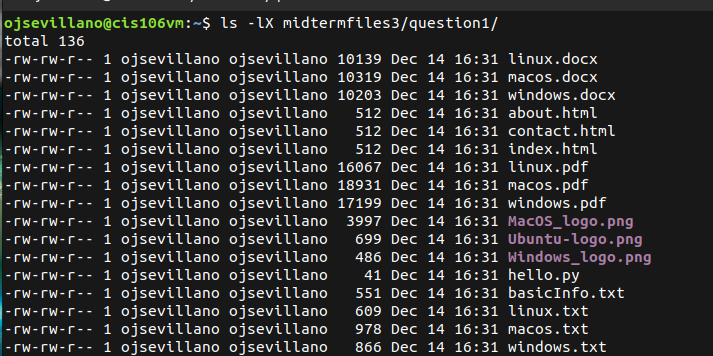 ojsevillano@cis106vm:~$ ls -lX midtermfiles3/question1/
total 136
-rw-rw-r-- 1 ojsevillano ojsevillano 10139 Dec 14 16:31 linux.docx
-rw-rw-r-- 1 ojsevillano ojsevillano 10319 Dec 14 16:31 macos.docx
-rw-rw-r-- 1 ojsevillano ojsevillano 10203 Dec 14 16:31 windows.docx
-rw-rw-r-- 1 ojsevillano ojsevillano   512 Dec 14 16:31 about.html
-rw-rw-r-- 1 ojsevillano ojsevillano   512 Dec 14 16:31 contact.html
-rw-rw-r-- 1 ojsevillano ojsevillano   512 Dec 14 16:31 index.html
-rw-rw-r-- 1 ojsevillano ojsevillano 16067 Dec 14 16:31 linux.pdf
-rw-rw-r-- 1 ojsevillano ojsevillano 18931 Dec 14 16:31 macos.pdf
-rw-rw-r-- 1 ojsevillano ojsevillano 17199 Dec 14 16:31 windows.pdf
-rw-rw-r-- 1 ojsevillano ojsevillano  3997 Dec 14 16:31 MacOS_logo.png
-rw-rw-r-- 1 ojsevillano ojsevillano   699 Dec 14 16:31 Ubuntu-logo.png
-rw-rw-r-- 1 ojsevillano ojsevillano   486 Dec 14 16:31 Windows_logo.png
-rw-rw-r-- 1 ojsevillano ojsevillano    41 Dec 14 16:31 hello.py
-rw-rw-r-- 1 ojsevillano ojsevillano   551 Dec 14 16:31 basicInfo.txt
-rw-rw-r-- 1 ojsevillano ojsevillano   609 Dec 14 16:31 linux.txt
-rw-rw-r-- 1 ojsevillano ojsevillano   978 Dec 14 16:31 macos.txt
-rw-rw-r-- 1 ojsevillano ojsevillano   866 Dec 14 16:31 windows.txt